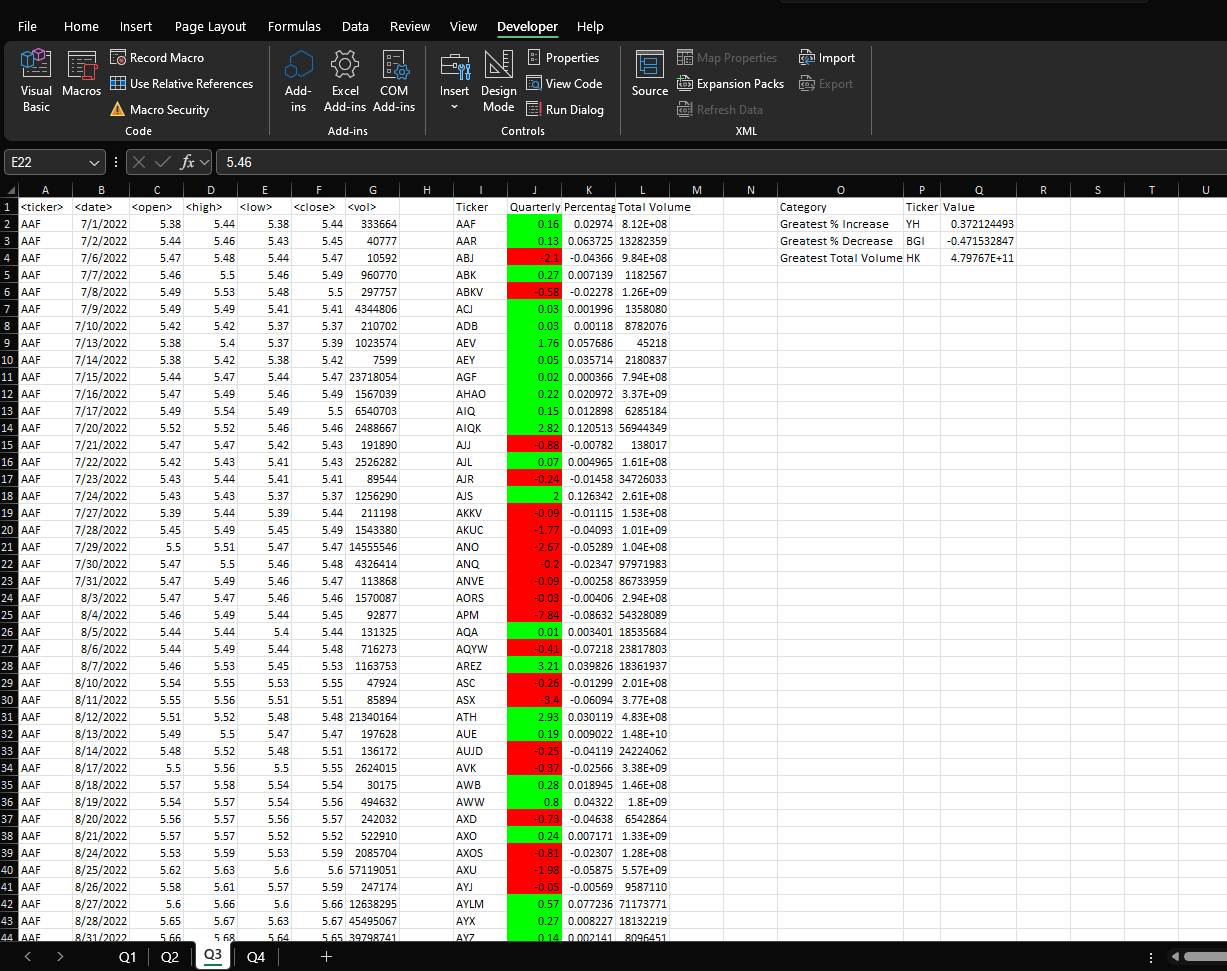 File Home Insert Page Layout Formulas Data Review View Developer Help
Visual Basic Macros Record Macro Use Relative References Macro Security Code
Add-ins Excel Add-ins COM Add-ins Add-ins
Insert Design Mode Properties View Code Run Dialog Controls
Source Map Properties Expansion Packs Refresh Data Import Export XML
E22 fx 5.46
A B C D E F G H I J K L M N O P Q R S T U
1 <ticker> <date> <open> <high> <low> <close> <vol> Ticker Quarterly Percentag Total Volume Category Ticker Value
2 AAF 7/1/2022 5.38 5.44 5.38 5.44 333664 AAF 0.16 0.02974 8.12E+08 Greatest % Increase YH 0.372124493
3 AAF 7/2/2022 5.44 5.46 5.43 5.45 40777 AAR 0.13 0.063725 13282359 Greatest % Decrease BGI -0.471532847
4 AAF 7/6/2022 5.47 5.48 5.44 5.47 10592 ABJ -2.1 -0.04366 9.84E+08 Greatest Total Volume HK 4.79767E+11
5 AAF 7/7/2022 5.46 5.5 5.46 5.49 960770 ABK 0.27 0.007139 1182567
6 AAF 7/8/2022 5.49 5.53 5.48 5.5 297757 ABKV -0.58 -0.02278 1.26E+09
7 AAF 7/9/2022 5.49 5.49 5.41 5.41 4344806 ACJ 0.03 0.001996 1358080
8 AAF 7/10/2022 5.42 5.42 5.37 5.37 210702 ADB 0.03 0.00118 8782076
9 AAF 7/13/2022 5.38 5.4 5.37 5.39 1023574 AEV 1.76 0.057686 45218
10 AAF 7/14/2022 5.38 5.42 5.38 5.42 7599 AEY 0.05 0.035714 2180837
11 AAF 7/15/2022 5.44 5.47 5.44 5.47 23718054 AGF 0.02 0.000366 7.94E+08
12 AAF 7/16/2022 5.47 5.49 5.46 5.49 1567039 AHAO 0.22 0.020972 3.37E+09
13 AAF 7/17/2022 5.49 5.54 5.49 5.5 6540703 AIQ 0.15 0.012898 6285184
14 AAF 7/20/2022 5.52 5.52 5.46 5.46 2488667 AIQK 2.82 0.120513 56944349
15 AAF 7/21/2022 5.47 5.47 5.42 5.43 191890 AJJ -0.88 -0.00782 138017
16 AAF 7/22/2022 5.42 5.43 5.41 5.43 2526282 AJL 0.07 0.004965 1.61E+08
17 AAF 7/23/2022 5.43 5.44 5.41 5.41 89544 AJR -0.24 -0.01458 34726033
18 AAF 7/24/2022 5.43 5.43 5.37 5.37 1256290 AJS 2 0.126342 2.61E+08
19 AAF 7/27/2022 5.39 5.44 5.39 5.44 211198 AKKV -0.09 -0.01115 1.53E+08
20 AAF 7/28/2022 5.45 5.49 5.45 5.49 1543380 AKUC -1.77 -0.04093 1.01E+09
21 AAF 7/29/2022 5.5 5.51 5.47 5.47 14555546 ANO -2.67 -0.05289 1.04E+08
22 AAF 7/30/2022 5.47 5.5 5.46 5.48 4326414 ANQ -0.2 -0.02347 97971983
23 AAF 7/31/2022 5.47 5.49 5.46 5.47 113868 ANVE -0.09 -0.00258 86733959
24 AAF 8/3/2022 5.47 5.47 5.46 5.46 1570087 AORS -0.03 -0.00406 2.94E+08
25 AAF 8/4/2022 5.46 5.49 5.44 5.45 92877 APM -7.84 -0.08632 54328089
26 AAF 8/5/2022 5.44 5.44 5.4 5.44 131325 AQA 0.01 0.003401 18535684
27 AAF 8/6/2022 5.44 5.49 5.44 5.48 716273 AQYW -0.41 -0.07218 23817803
28 AAF 8/7/2022 5.46 5.53 5.45 5.53 1163753 AREZ 3.21 0.039826 18361937
29 AAF 8/10/2022 5.54 5.55 5.53 5.55 47924 ASC -0.26 -0.01299 2.01E+08
30 AAF 8/11/2022 5.55 5.56 5.51 5.51 85894 ASX -3.4 -0.06094 3.77E+08
31 AAF 8/12/2022 5.51 5.52 5.48 5.48 21340164 ATH 2.93 0.030119 4.83E+08
32 AAF 8/13/2022 5.49 5.5 5.47 5.47 197628 AUE 0.19 0.009022 1.48E+10
33 AAF 8/14/2022 5.48 5.52 5.48 5.51 136172 AUJD -0.25 -0.04119 24224062
34 AAF 8/17/2022 5.5 5.56 5.5 5.55 2624015 AVK -0.37 -0.02566 3.38E+09
35 AAF 8/18/2022 5.57 5.58 5.54 5.54 30175 AWB 0.28 0.018945 1.46E+08
36 AAF 8/19/2022 5.54 5.57 5.54 5.56 494632 AWW 0.8 0.04322 1.8E+09
37 AAF 8/20/2022 5.56 5.57 5.56 5.57 242032 AXD -0.73 -0.04638 6542864
38 AAF 8/21/2022 5.57 5.57 5.52 5.52 522910 AXO 0.24 0.007171 1.33E+09
39 AAF 8/24/2022 5.53 5.59 5.53 5.59 2085704 AXOS -0.81 -0.02307 1.28E+08
40 AAF 8/25/2022 5.62 5.63 5.6 5.6 57119051 AXU -1.98 -0.05875 5.57E+09
41 AAF 8/26/2022 5.58 5.61 5.57 5.59 247174 AYJ -0.05 -0.00569 9587110
42 AAF 8/27/2022 5.6 5.66 5.6 5.66 12638295 AYLM 0.57 0.077236 71173771
43 AAF 8/28/2022 5.65 5.67 5.63 5.67 45495067 AYX 0.27 0.008227 18132219
44 AAF 8/31/2022 5.66 5.68 5.64 5.65 39798741 AYZ 0.14 0.002141 8096451
Q1 Q2 Q3 Q4